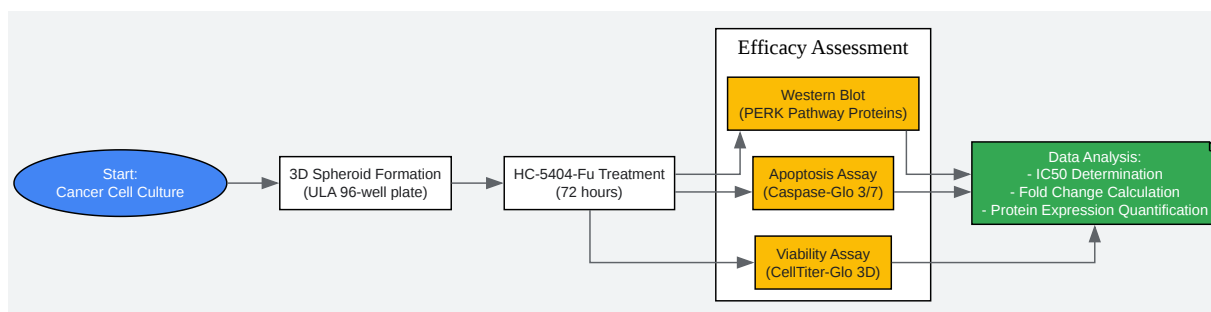 Start:
Cancer Cell Culture
3D Spheroid Formation
(ULA 96-well plate)
HC-5404-Fu Treatment
(72 hours)
Efficacy Assessment
Western Blot
(PERK Pathway Proteins)
Apoptosis Assay
(Caspase-Glo 3/7)
Viability Assay
(CellTiter-Glo 3D)
Data Analysis:
- IC50 Determination
- Fold Change Calculation
- Protein Expression Quantification